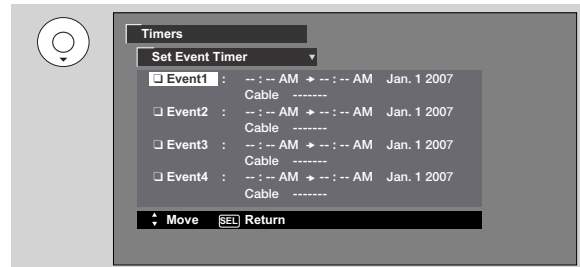 Timers
Set Event Timer ▼
❏ Event1 : -- : -- AM ➔ -- : -- AM Jan. 1 2007
Cable -------
❏ Event2 : -- : -- AM ➔ -- : -- AM Jan. 1 2007
Cable -------
❏ Event3 : -- : -- AM ➔ -- : -- AM Jan. 1 2007
Cable -------
❏ Event4 : -- : -- AM ➔ -- : -- AM Jan. 1 2007
Cable -------
Move SEL Return